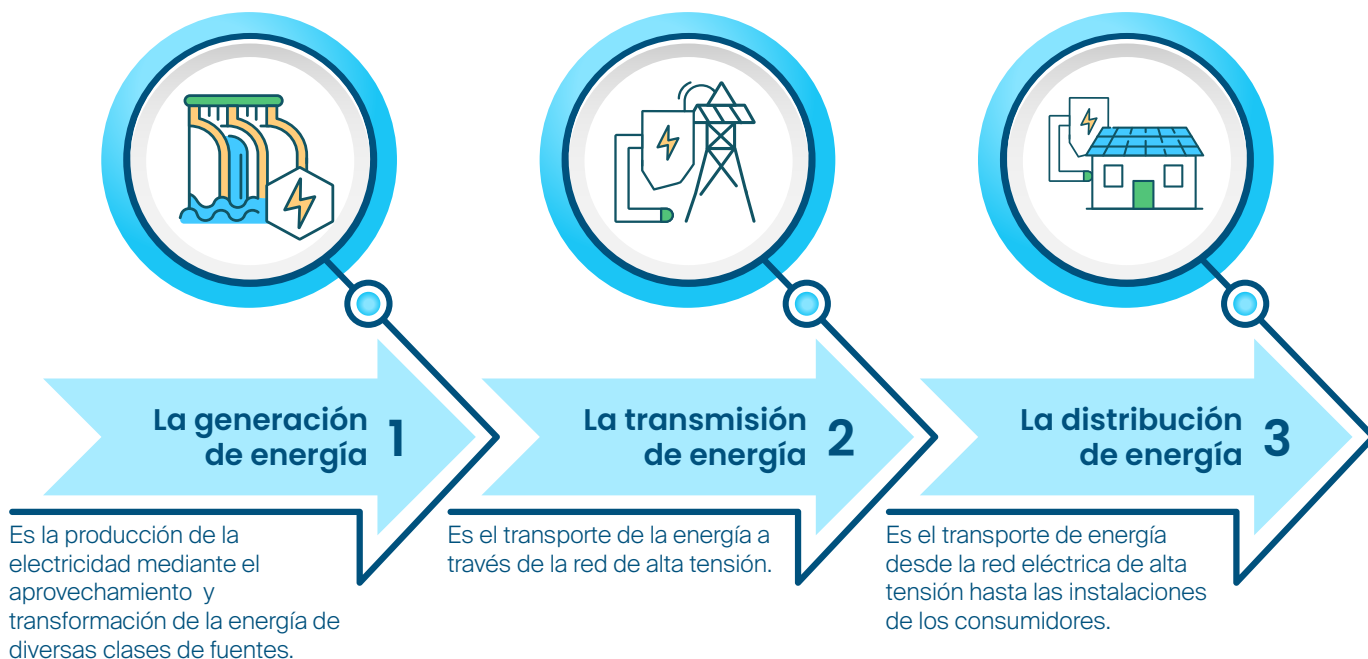 La generación
de energía
1
Es la producción de la
electricidad mediante el
aprovechamiento y
transformación de la energía de
diversas clases de fuentes.
La transmisión
de energía
2
Es el transporte de la energía a
través de la red de alta tensión.
La distribución
de energía
3
Es el transporte de energía
desde la red eléctrica de alta
tensión hasta las instalaciones
de los consumidores.